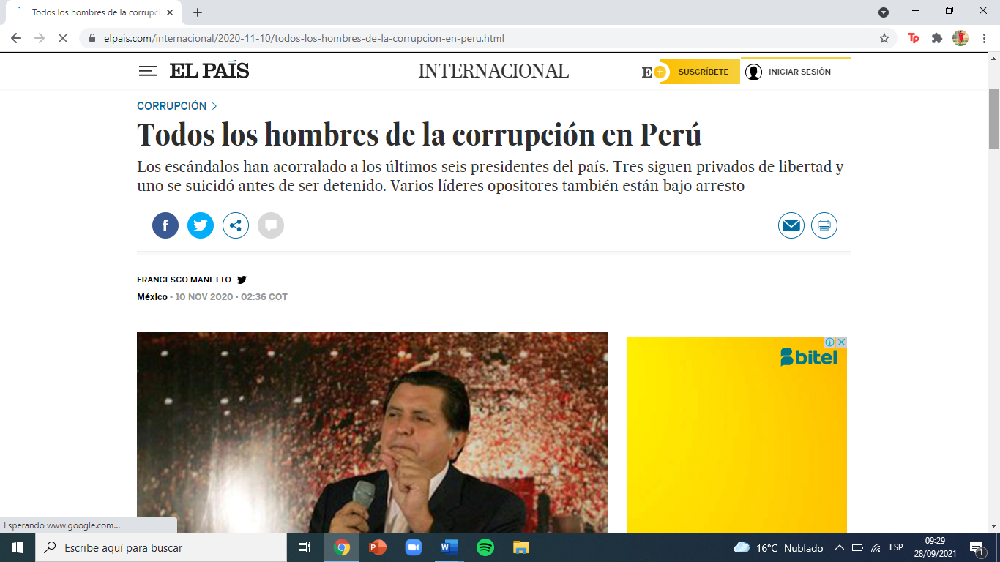 Todos los hombres de la corrupc
elpais.com/internacional/2020-11-10/todos-los-hombres-de-la-corrupcion-en-peru.html
Tp
EL PAÍS
INTERNACIONAL
E+
SUSCRÍBETE
INICIAR SESIÓN
CORRUPCIÓN
Todos los hombres de la corrupción en Perú
Los escándalos han acorralado a los últimos seis presidentes del país. Tres siguen privados de libertad y
uno se suicidó antes de ser detenido. Varios líderes opositores también están bajo arresto
FRANCESCO MANETTO
México - 10 NOV 2020 - 02:36 COT
bitel
Esperando www.google.com...
Escribe aquí para buscar
16°C Nublado
ESP
09:29
28/09/2021
1